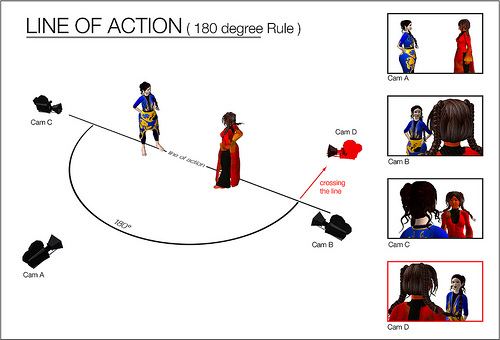 LINE OF ACTION ( 180 degree Rule )
Cam C
line of action
Cam D
crossing
the line
180°
Cam B
Cam A
Cam A
Cam B
Cam C
Cam D